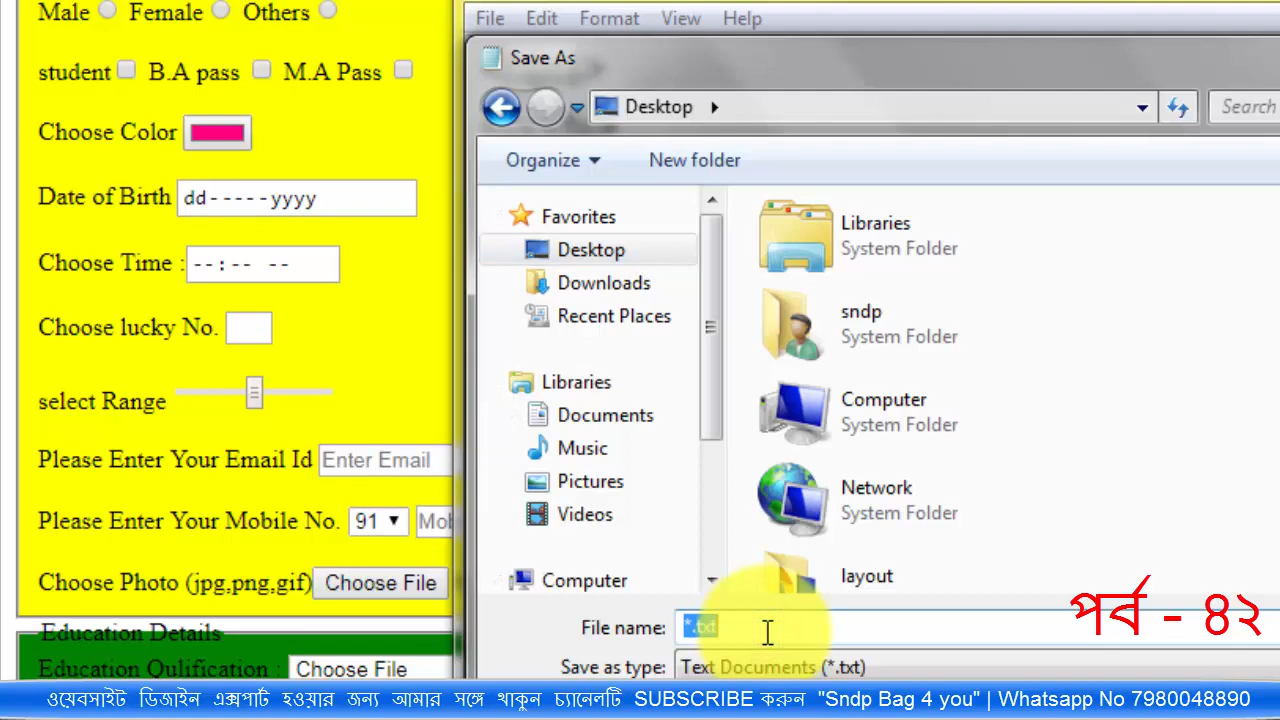 Male Female Others
student B.A pass M.A Pass
Choose Color
Date of Birth dd-----yyyy
Choose Time : --:-- --
Choose lucky No.
select Range
Please Enter Your Email Id Enter Email
Please Enter Your Mobile No. 91 Mob
Choose Photo (jpg,png,gif) Choose File
Education Details
Education Qulification : Choose File
File Edit Format View Help
Save As
Desktop Search
Organize New folder
Favorites
Desktop
Downloads
Recent Places
Libraries
Documents
Music
Pictures
Videos
Computer
Libraries
System Folder
sndp
System Folder
Computer
System Folder
Network
System Folder
layout
File name: *.txt
Save as type: Text Documents (*.txt)
পর্ব - ৪২
ওয়েবসাইট ডিজাইন এক্সপার্ট হওয়ার জন্য আমার সঙ্গে থাকুন চ্যানেলটি SUBSCRIBE করুন "Sndp Bag 4 you" | Whatsapp No 7980048890